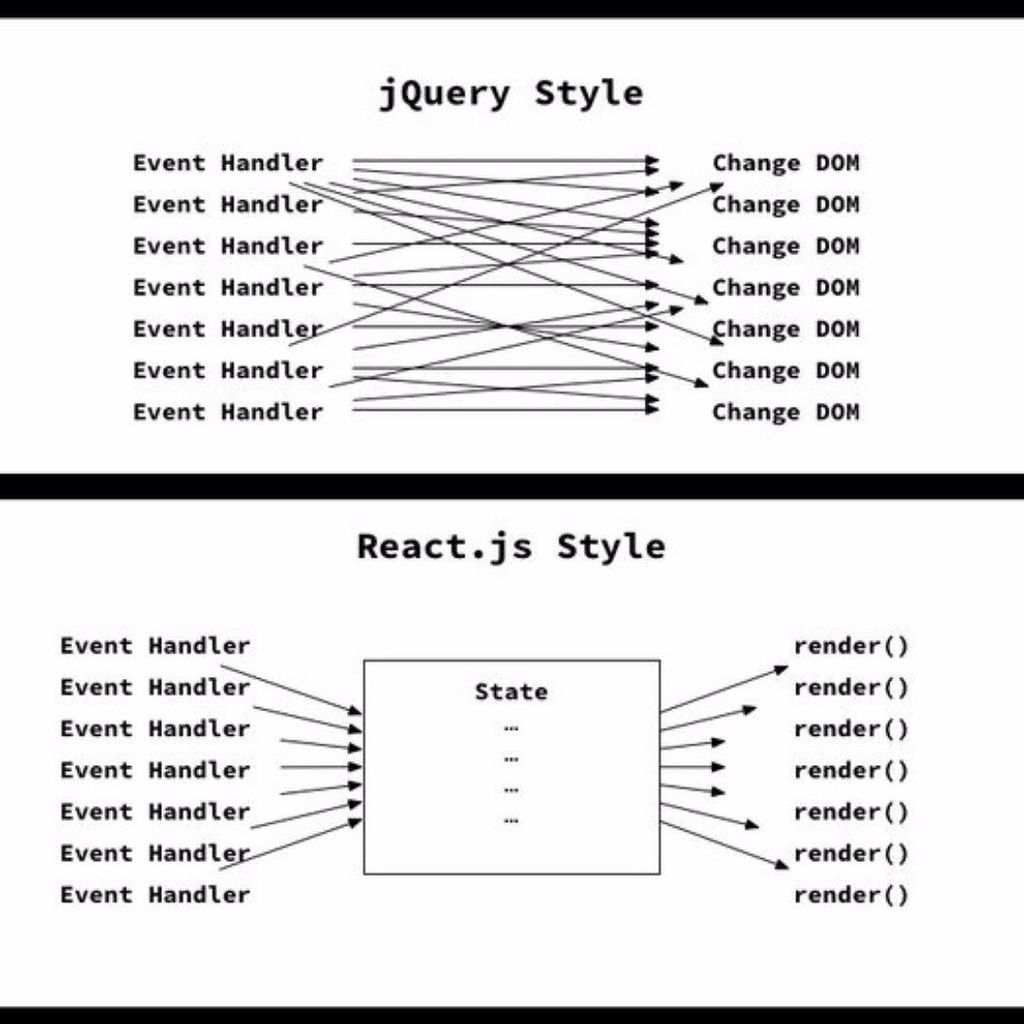 jQuery Style
Event Handler Change DOM
Event Handler Change DOM
Event Handler Change DOM
Event Handler Change DOM
Event Handler Change DOM
Event Handler Change DOM
Event Handler Change DOM
React.js Style
Event Handler render()
State
Event Handler render()
Event Handler … render()
…
Event Handler render()
…
Event Handler … render()
Event Handler render()
Event Handler render()